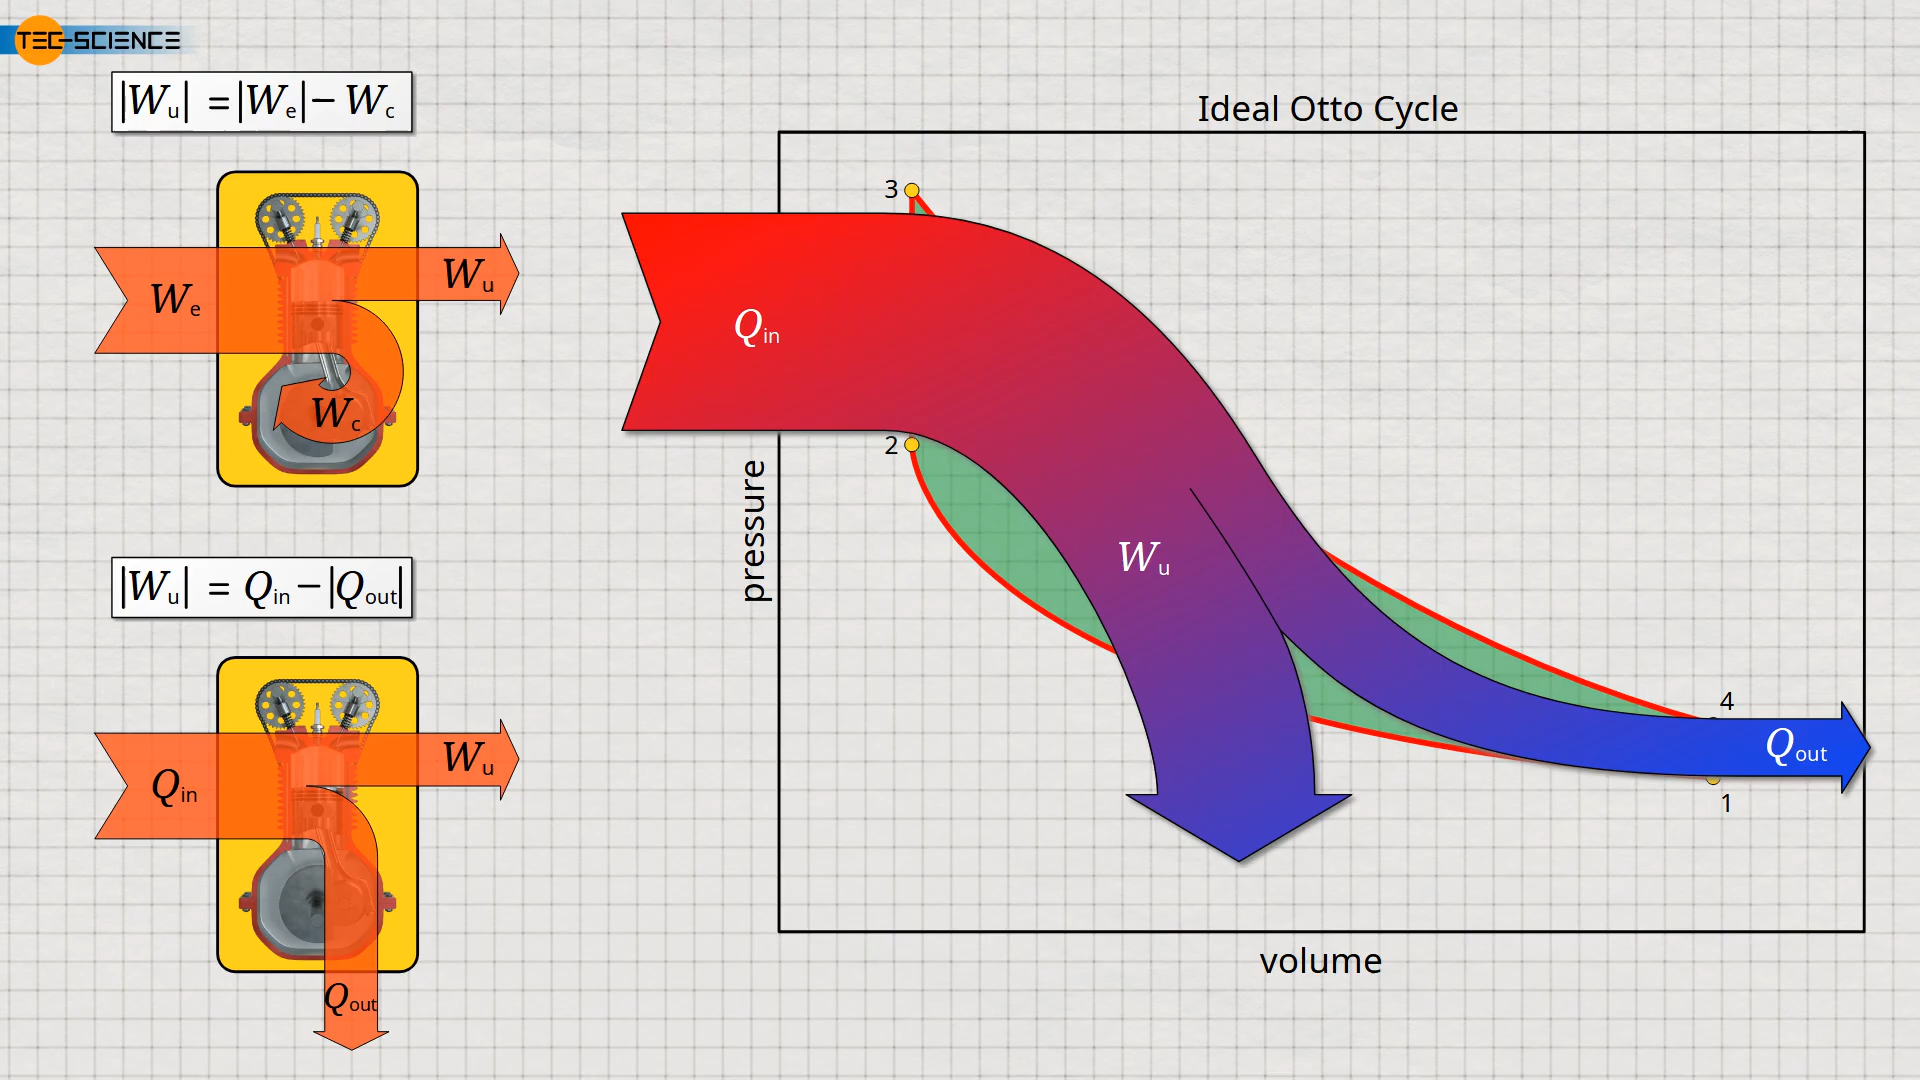 TEC-SCIENCE
|Wu| = |We| − Wc
We
Wu
Wc
|Wu| = Qin − |Qout|
Qin
Wu
Qout
Ideal Otto Cycle
3
Qin
2
pressure
Wu
4
Qout
1
volume